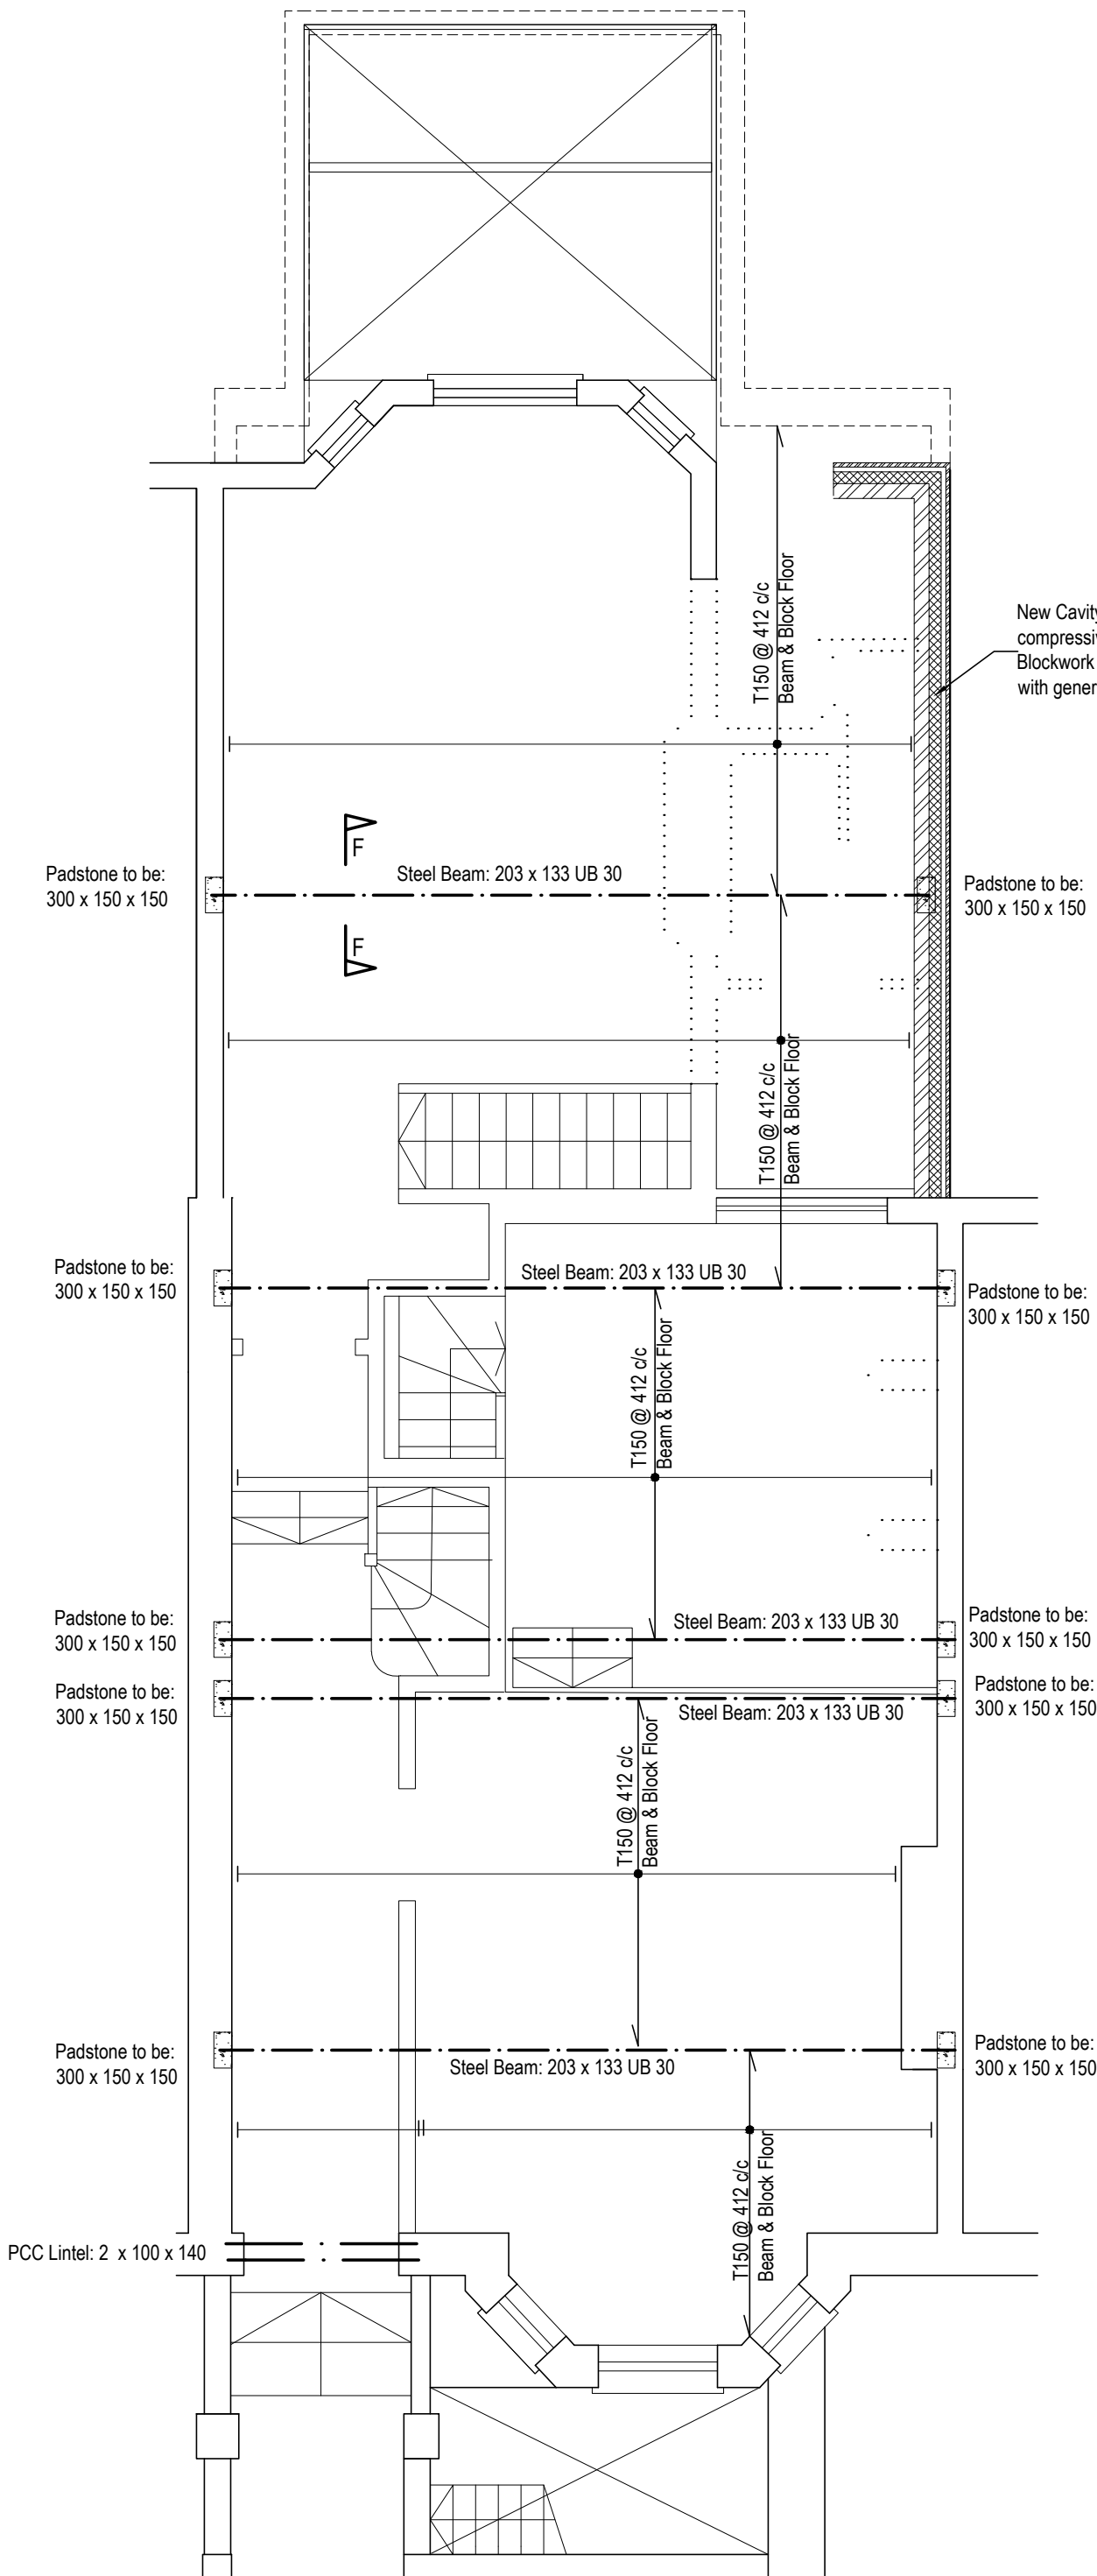 New Cavity
compressiv
Blockwork
with gener
T150 @ 412 c/c
Beam & Block Floor
F
Steel Beam: 203 x 133 UB 30
Padstone to be:
300 x 150 x 150
Padstone to be:
300 x 150 x 150
F
T150 @ 412 c/c
Beam & Block Floor
Padstone to be:
300 x 150 x 150
Steel Beam: 203 x 133 UB 30
Padstone to be:
300 x 150 x 150
T150 @ 412 c/c
Beam & Block Floor
Padstone to be:
300 x 150 x 150
Steel Beam: 203 x 133 UB 30
Padstone to be:
300 x 150 x 150
Padstone to be:
300 x 150 x 150
Steel Beam: 203 x 133 UB 30
Padstone to be:
300 x 150 x 150
T150 @ 412 c/c
Beam & Block Floor
Padstone to be:
300 x 150 x 150
Steel Beam: 203 x 133 UB 30
Padstone to be:
300 x 150 x 150
T150 @ 412 c/c
Beam & Block Floor
PCC Lintel: 2 x 100 x 140